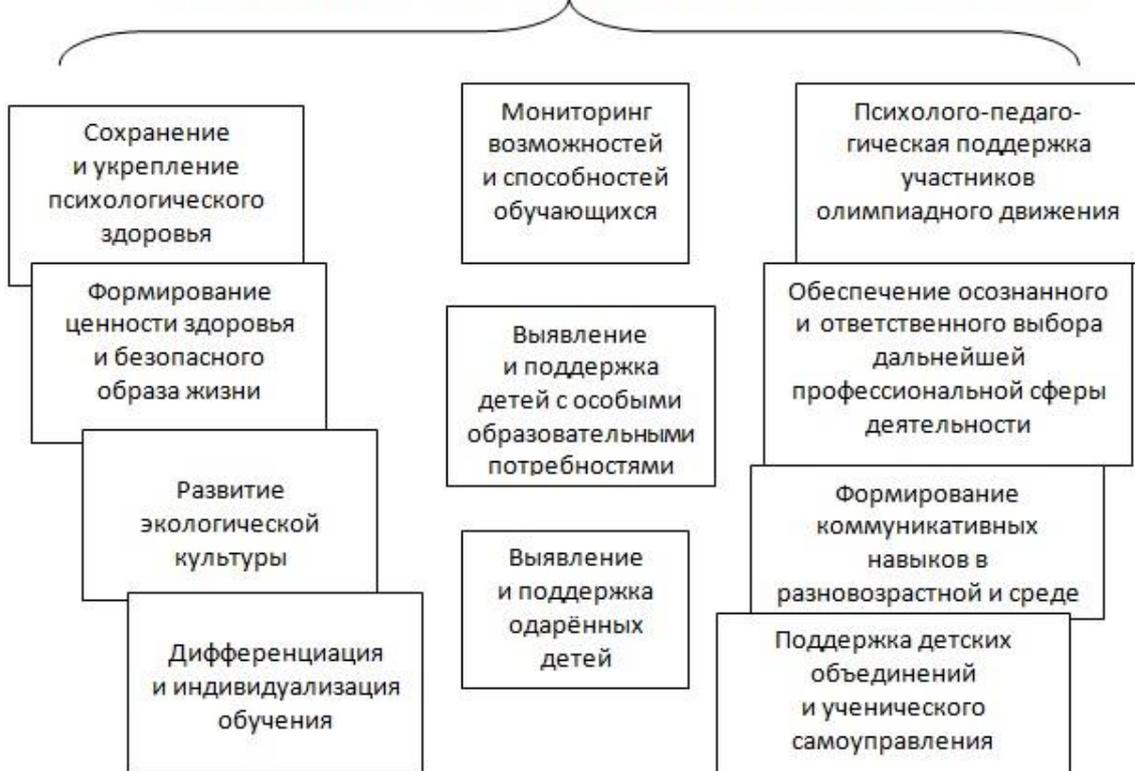 Сохранение
и укрепление
психологического
здоровья
Формирование
ценности здоровья
и безопасного
образа жизни
Развитие
экологической
культуры
Дифференциация
и индивидуализация
обучения
Мониторинг
возможностей
и способностей
обучающихся
Выявление
и поддержка
детей с особыми
образовательными
потребностями
Выявление
и поддержка
одарённых
детей
Психолого-педаго-
гическая поддержка
участников
олимпиадного движения
Обеспечение осознанного
и ответственного выбора
дальнейшей
профессиональной сферы
деятельности
Формирование
коммуникативных
навыков в
разновозрастной и среде
Поддержка детских
объединений
и ученического
самоуправления